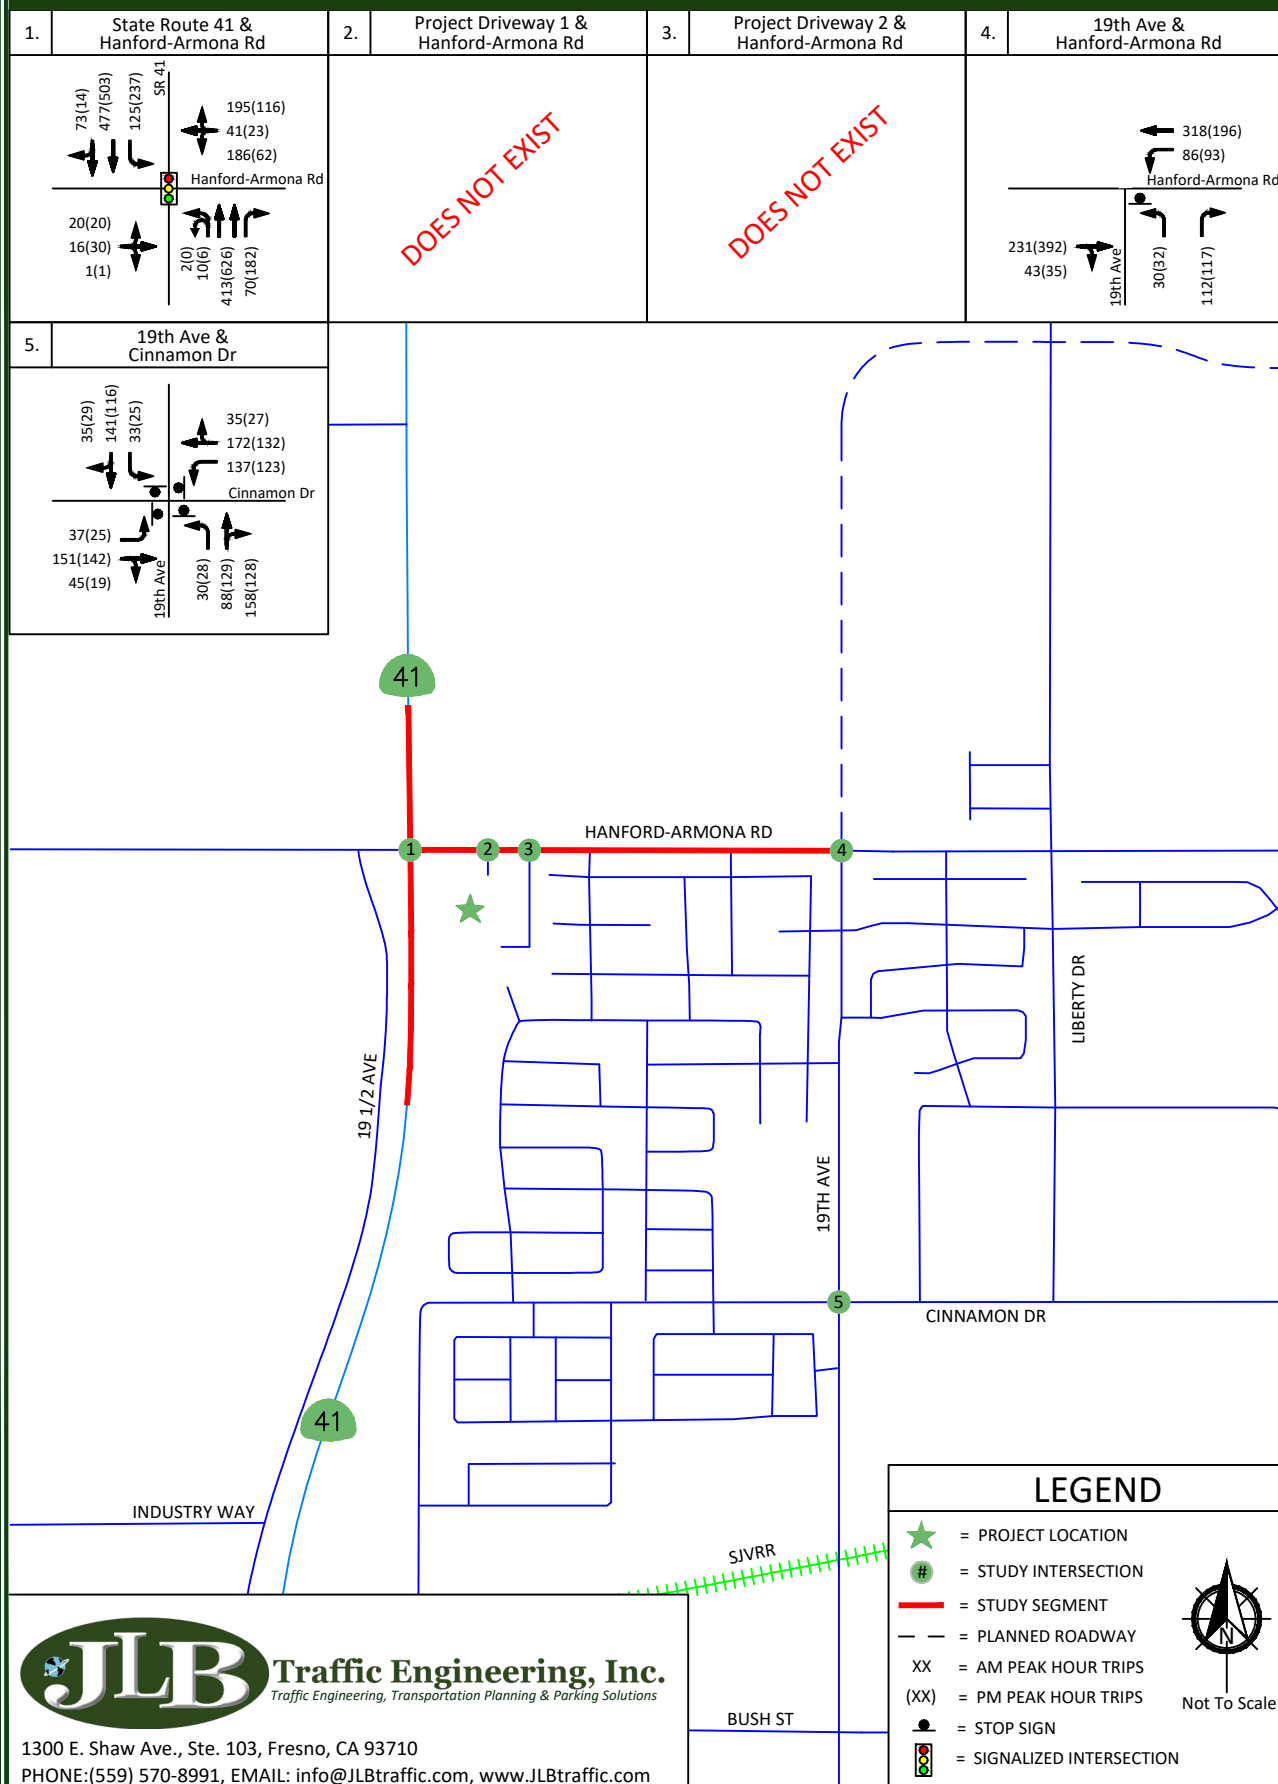 1.
State Route 41 &
Hanford-Armona Rd
2.
Project Driveway 1 &
Hanford-Armona Rd
3.
Project Driveway 2 &
Hanford-Armona Rd
4.
19th Ave &
Hanford-Armona Rd
73(14)
477(503)
125(237)
SR 41
195(116)
41(23)
186(62)
Hanford-Armona Rd
20(20)
16(30)
1(1)
2(0)
10(6)
413(626)
70(182)
DOES NOT EXIST
DOES NOT EXIST
318(196)
86(93)
Hanford-Armona Rd
231(392)
43(35)
19th Ave
30(32)
112(117)
5.
19th Ave &
Cinnamon Dr
35(29)
141(116)
33(25)
35(27)
172(132)
137(123)
Cinnamon Dr
37(25)
151(142)
45(19)
19th Ave
30(28)
88(129)
158(128)
41
HANFORD-ARMONA RD
1
2
3
4
19 1/2 AVE
LIBERTY DR
19TH AVE
5
CINNAMON DR
41
INDUSTRY WAY
SJVRR
BUSH ST
LEGEND
= PROJECT LOCATION
# = STUDY INTERSECTION
= STUDY SEGMENT
= PLANNED ROADWAY
XX = AM PEAK HOUR TRIPS
(XX) = PM PEAK HOUR TRIPS
= STOP SIGN
= SIGNALIZED INTERSECTION
N
Not To Scale
JLB Traffic Engineering, Inc.
Traffic Engineering, Transportation Planning & Parking Solutions
1300 E. Shaw Ave., Ste. 103, Fresno, CA 93710
PHONE:(559) 570-8991, EMAIL: info@JLBtraffic.com, www.JLBtraffic.com